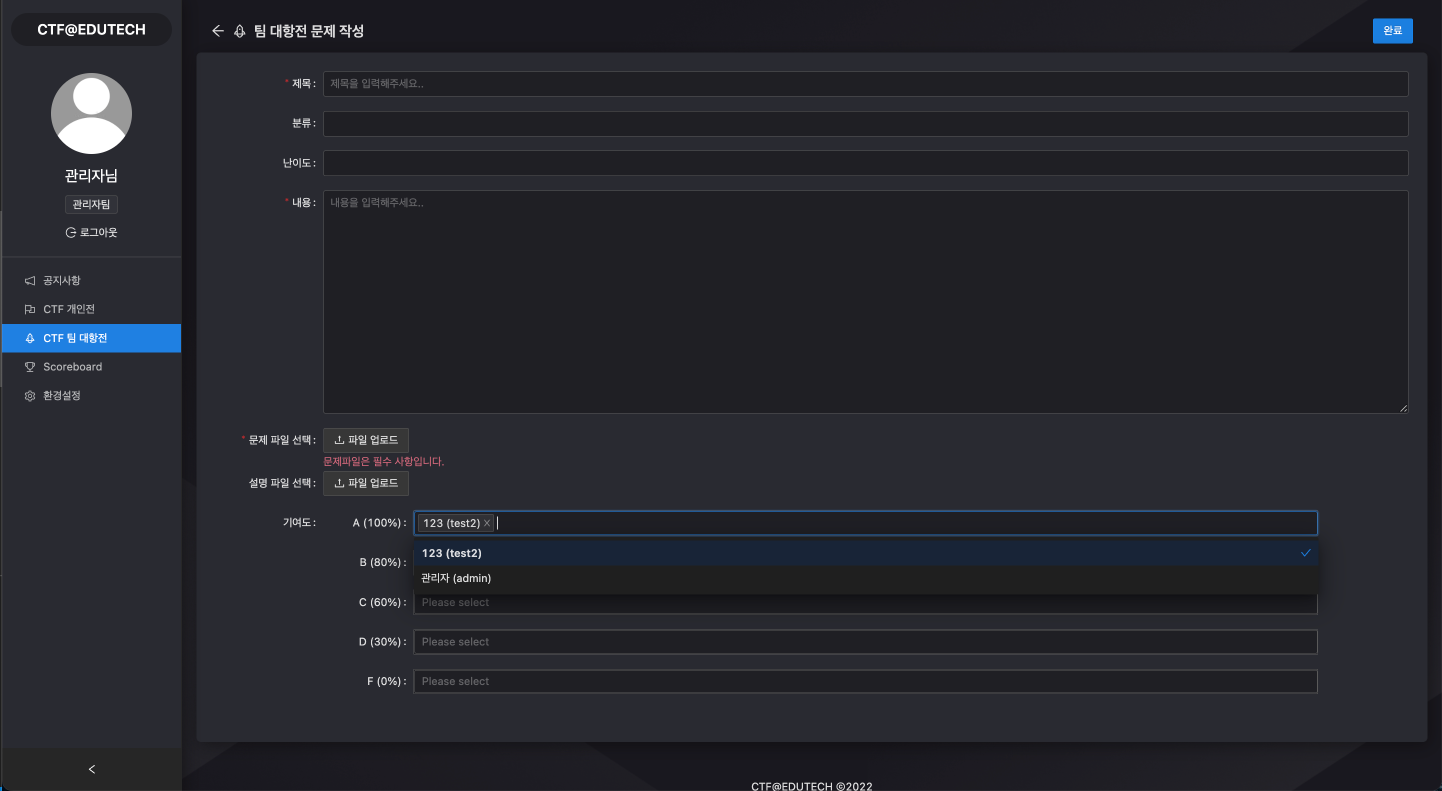 CTF@EDUTECH
관리자님
관리자팀
로그아웃
공지사항
CTF 개인전
CTF 팀 대항전
Scoreboard
환경설정
팀 대항전 문제 작성
완료
* 제목 :
제목을 입력해주세요..
분류 :
난이도 :
* 내용 :
내용을 입력해주세요..
* 문제 파일 선택 :
파일 업로드
문제파일은 필수 사항입니다.
설명 파일 선택 :
파일 업로드
기여도 :
A (100%) :
123 (test2)
123 (test2)
B (80%) :
관리자 (admin)
C (60%) :
Please select
D (30%) :
Please select
F (0%) :
Please select
CTF@EDUTECH ©2022